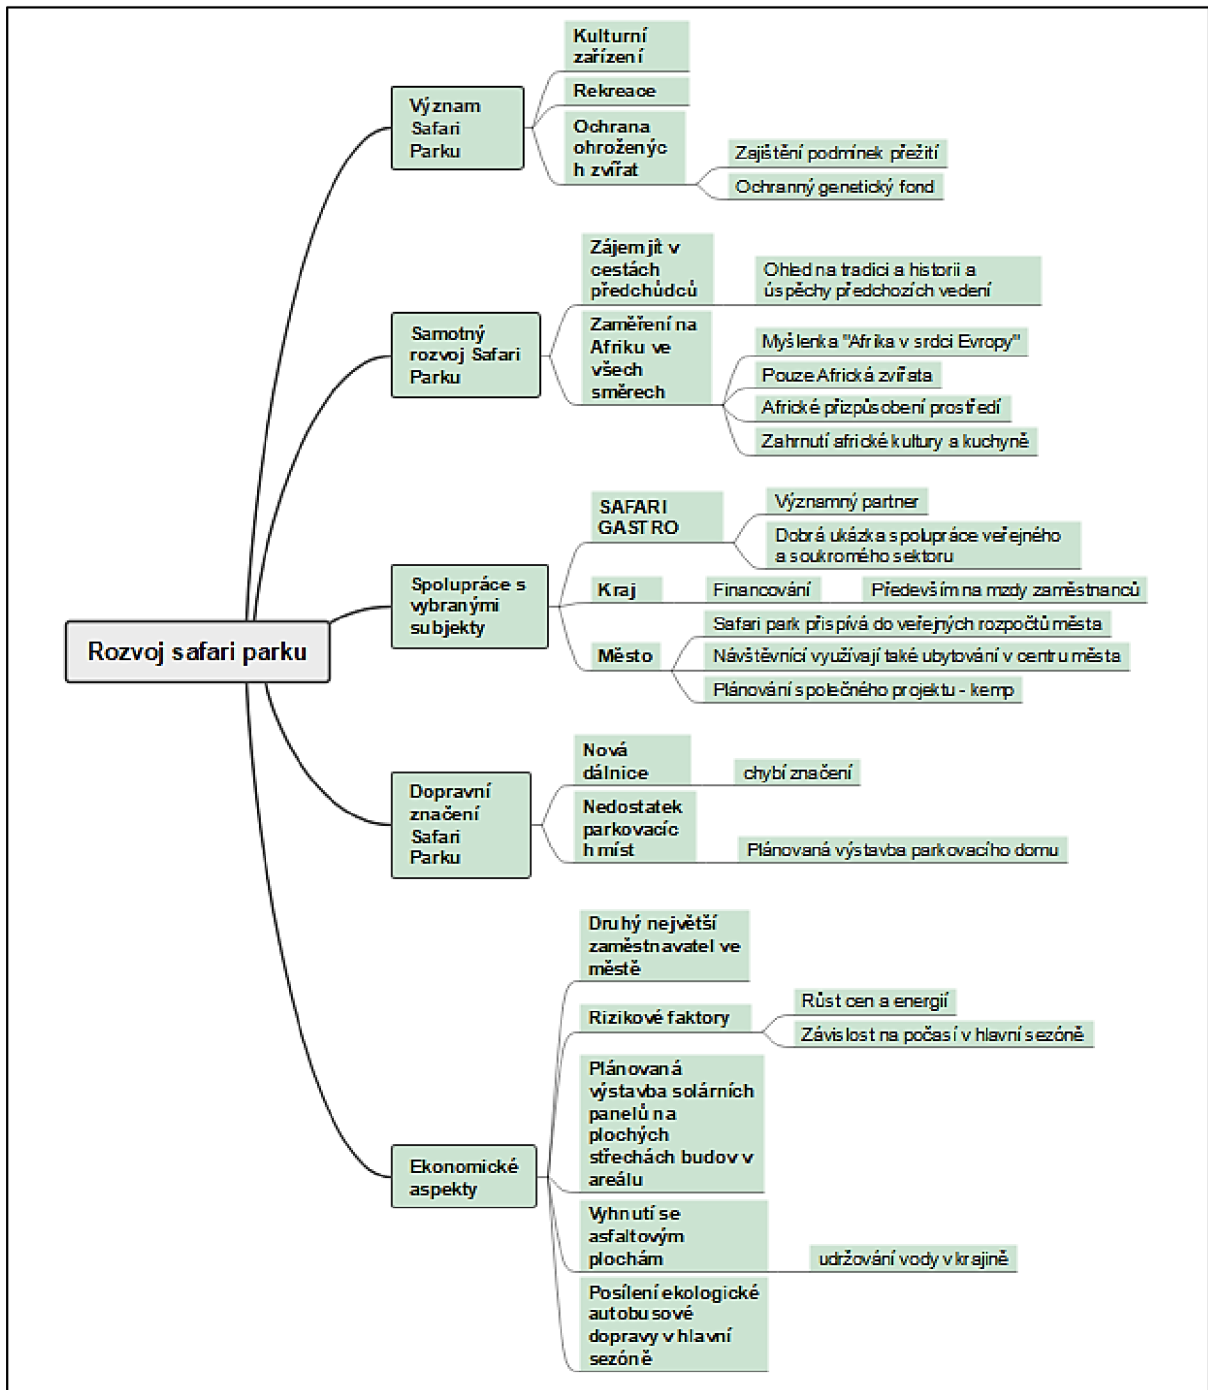 Rozvoj safari parku
Význam
Safari
Parku
Kulturní
zařízení
Rekreace
Ochrana
ohroženýc
h zvířat
Zajištění podmínek přežití
Ochranný genetický fond
Samotný
rozvoj Safari
Parku
Zájem jít v
cestách
předchůdců
Ohled na tradici a historii a
úspěchy předchozích vedení
Zaměření na
Afriku ve
všech
směrech
Myšlenka "Afrika v srdci Evropy"
Pouze Africká zvířata
Africké přizpůsobení prostředí
Zahrnutí africké kultury a kuchyně
Spolupráce s
vybranými
subjekty
SAFARI
GASTRO
Významný partner
Dobrá ukázka spolupráce veřejného
a soukromého sektoru
Kraj
Financování
Především na mzdy zaměstnanců
Město
Safari park přispívá do veřejných rozpočtů města
Návštěvnící využívají také ubytování v centru města
Plánování společného projektu - kemp
Dopravní
značení
Safari
Parku
Nová
dálnice
chybí značení
Nedostatek
parkovacíc
h míst
Plánovaná výstavba parkovacího domu
Ekonomické
aspekty
Druhý největší
zaměstnavatel ve
městě
Rizikové faktory
Růst cen a energií
Závislost na počasí v hlavní sezóně
Plánovaná
výstavba solárních
panelů na
plochých
střechách budov v
areálu
Vyhnutí se
asfaltovým
plochám
udržování vody v krajině
Posílení ekologické
autobusové
dopravy v hlavní
sezóně